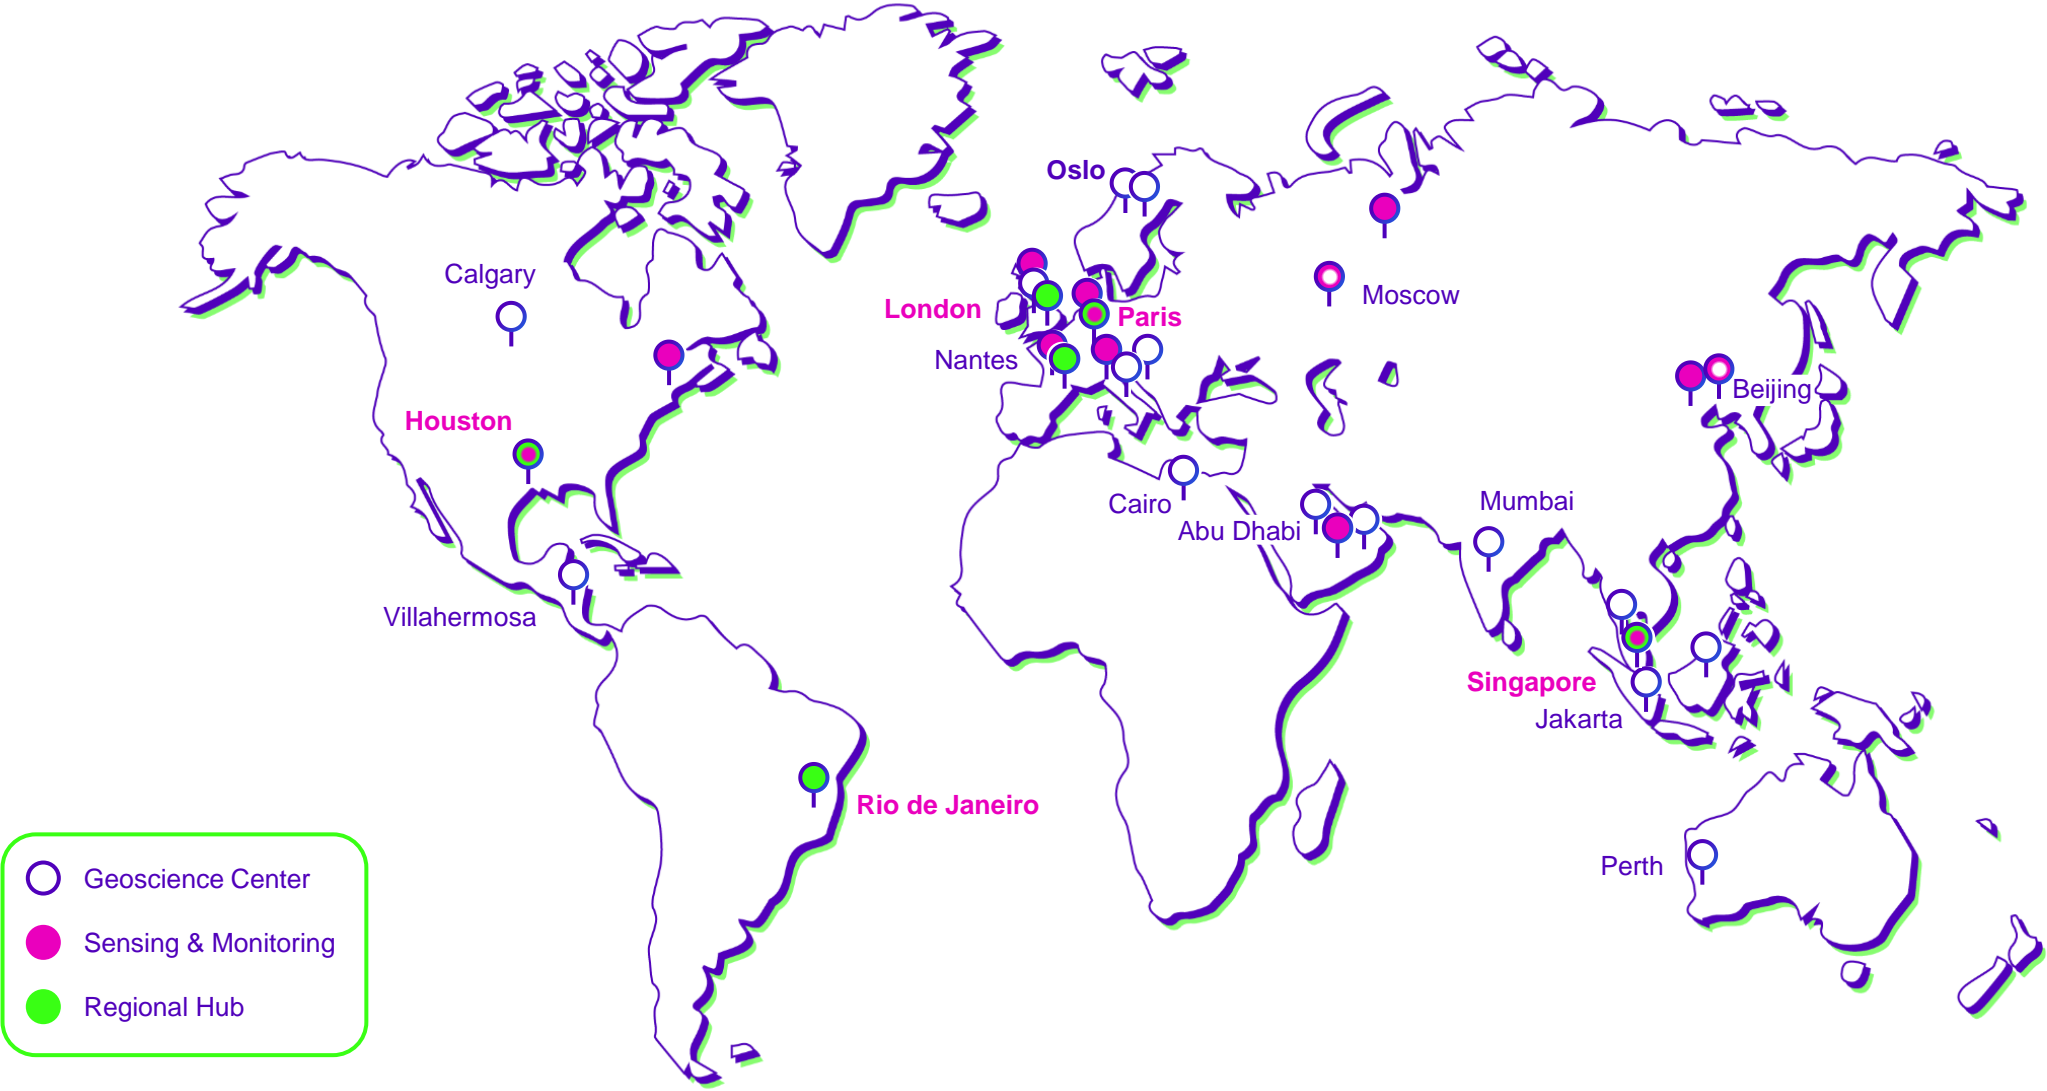 Oslo
Calgary
Moscow
London
Paris
Nantes
Beijing
Houston
Cairo
Mumbai
Abu Dhabi
Villahermosa
Singapore
Jakarta
Rio de Janeiro
Perth
Geoscience Center
Sensing & Monitoring
Regional Hub